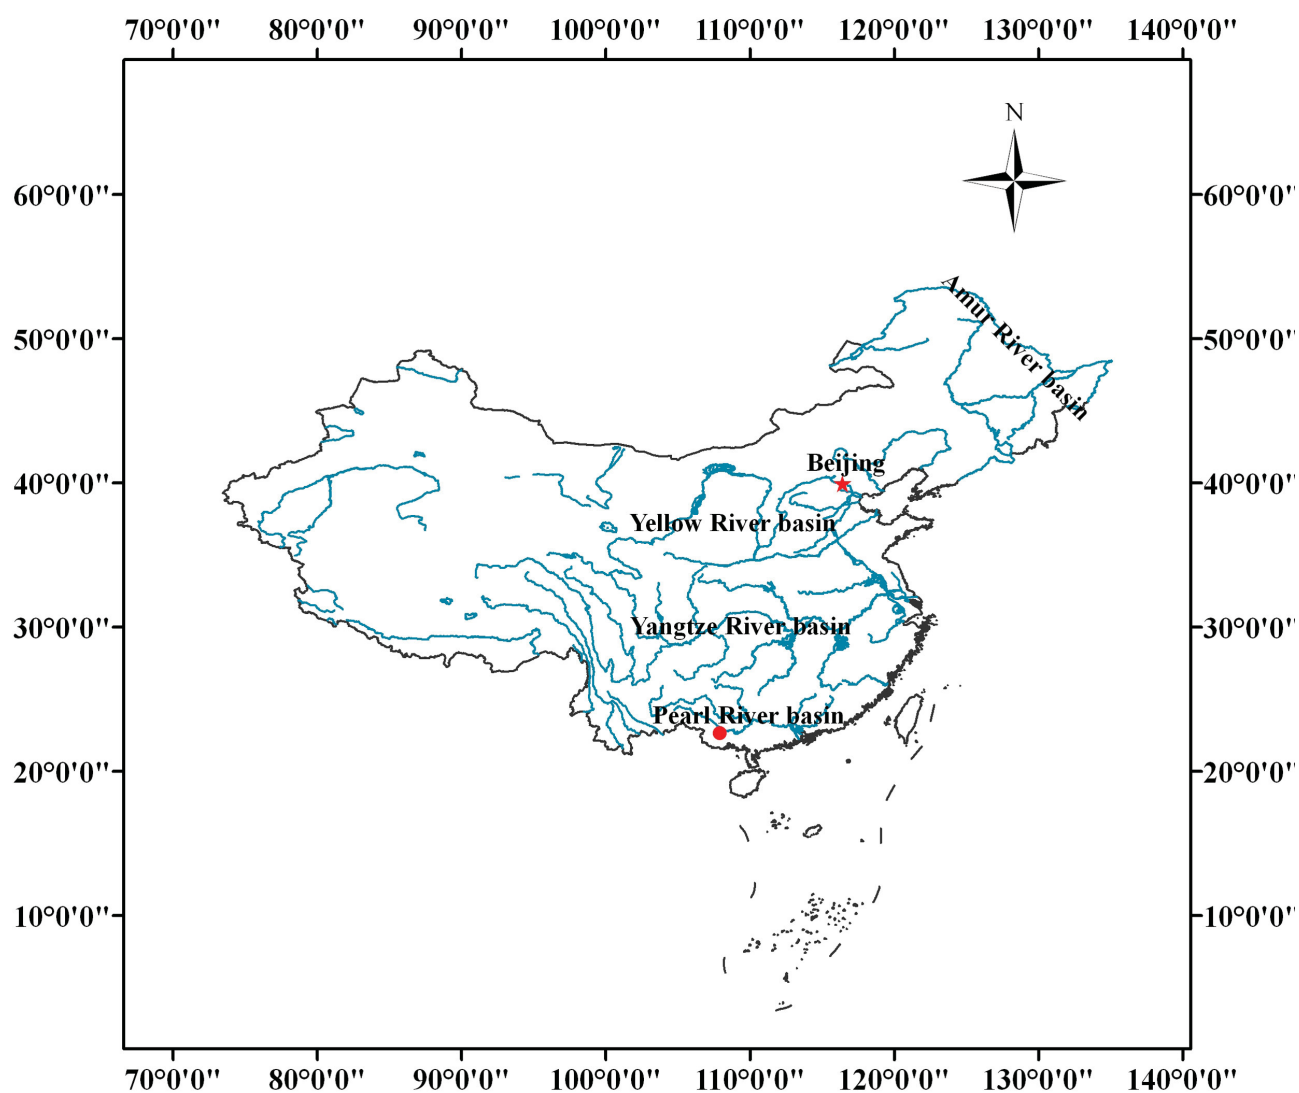 70°0'0" 80°0'0" 90°0'0" 100°0'0" 110°0'0" 120°0'0" 130°0'0" 140°0'0"
N
60°0'0" 60°0'0"
Amur River basin
50°0'0" 50°0'0"
Beijing
40°0'0" 40°0'0"
Yellow River basin
30°0'0" Yangtze River basin 30°0'0"
Pearl River basin
20°0'0" 20°0'0"
10°0'0" 10°0'0"
70°0'0" 80°0'0" 90°0'0" 100°0'0" 110°0'0" 120°0'0" 130°0'0" 140°0'0"